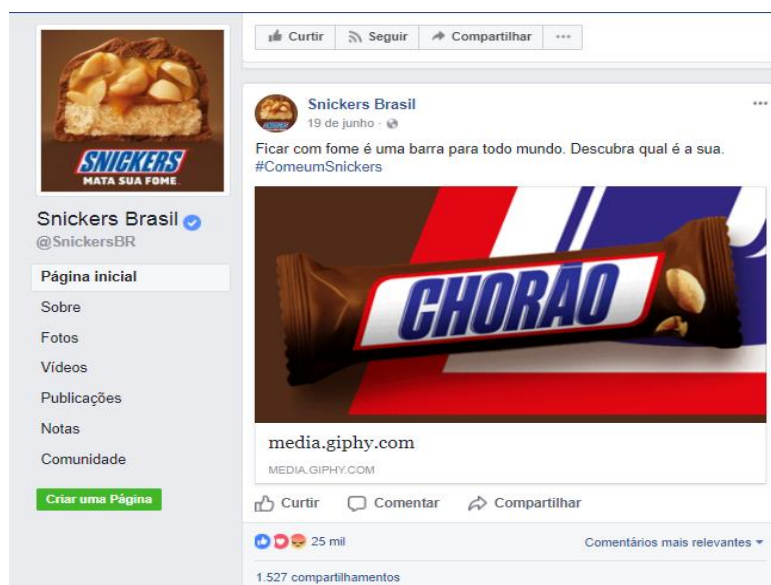 SNICKERS
MATA SUA FOME
Snickers Brasil
@SnickersBR
Página inicial
Sobre
Fotos
Vídeos
Publicações
Notas
Comunidade
Criar uma Página
Curtir Seguir Compartilhar ...
Snickers Brasil
19 de junho ·
Ficar com fome é uma barra para todo mundo. Descubra qual é a sua.
#ComeumSnickers
CHORÃO
media.giphy.com
MEDIA.GIPHY.COM
Curtir Comentar Compartilhar
25 mil Comentários mais relevantes
1.527 compartilhamentos